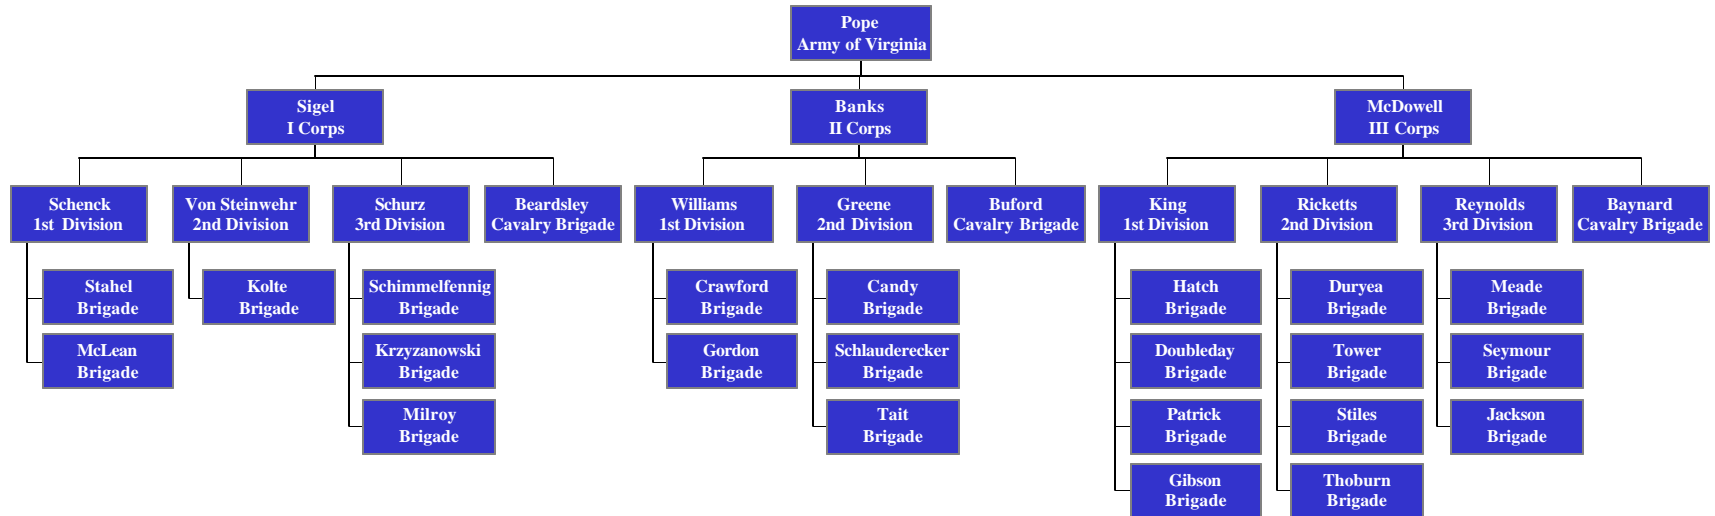 Pope
Army of Virginia
Sigel
I Corps
Banks
II Corps
McDowell
III Corps
Schenck
1st Division
Von Steinwehr
2nd Division
Schurz
3rd Division
Beardsley
Cavalry Brigade
Williams
1st Division
Greene
2nd Division
Buford
Cavalry Brigade
King
1st Division
Ricketts
2nd Division
Reynolds
3rd Division
Baynard
Cavalry Brigade
Stahel
Brigade
McLean
Brigade
Kolte
Brigade
Schimmelfennig
Brigade
Krzyzanowski
Brigade
Milroy
Brigade
Crawford
Brigade
Gordon
Brigade
Candy
Brigade
Schlauderecker
Brigade
Tait
Brigade
Hatch
Brigade
Doubleday
Brigade
Patrick
Brigade
Gibson
Brigade
Duryea
Brigade
Tower
Brigade
Stiles
Brigade
Thoburn
Brigade
Meade
Brigade
Seymour
Brigade
Jackson
Brigade